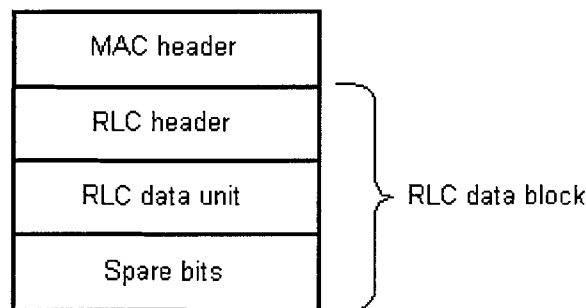 MAC header
RLC header
RLC data unit
RLC data block
Spare bits